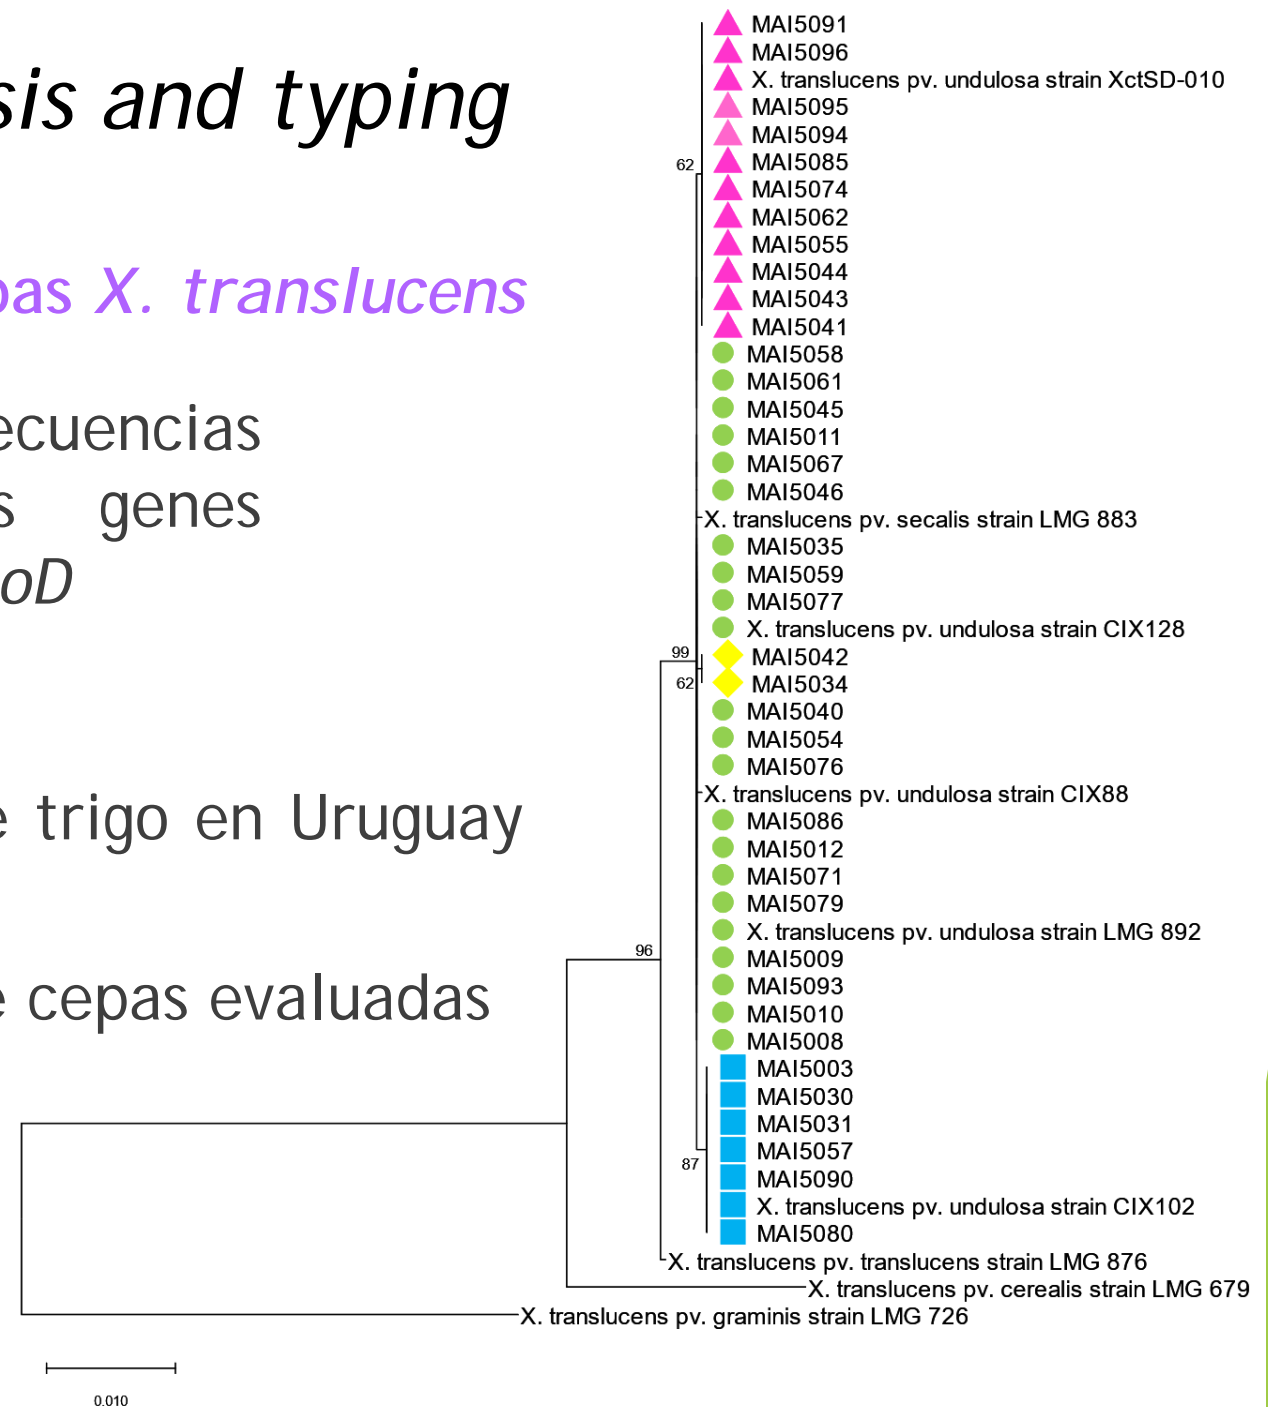 sis and typing
pas X. translucens
ecuencias
s genes
oD
e trigo en Uruguay
e cepas evaluadas
MAI5091
MAI5096
X. translucens pv. undulosa strain XctSD-010
MAI5095
MAI5094
MAI5085
62
MAI5074
MAI5062
MAI5055
MAI5044
MAI5043
MAI5041
MAI5058
MAI5061
MAI5045
MAI5011
MAI5067
MAI5046
X. translucens pv. secalis strain LMG 883
MAI5035
MAI5059
MAI5077
X. translucens pv. undulosa strain CIX128
99
MAI5042
62
MAI5034
MAI5040
MAI5054
MAI5076
X. translucens pv. undulosa strain CIX88
MAI5086
MAI5012
MAI5071
MAI5079
X. translucens pv. undulosa strain LMG 892
96
MAI5009
MAI5093
MAI5010
MAI5008
MAI5003
MAI5030
MAI5031
MAI5057
87
MAI5090
X. translucens pv. undulosa strain CIX102
MAI5080
X. translucens pv. translucens strain LMG 876
X. translucens pv. cerealis strain LMG 679
X. translucens pv. graminis strain LMG 726
0.010